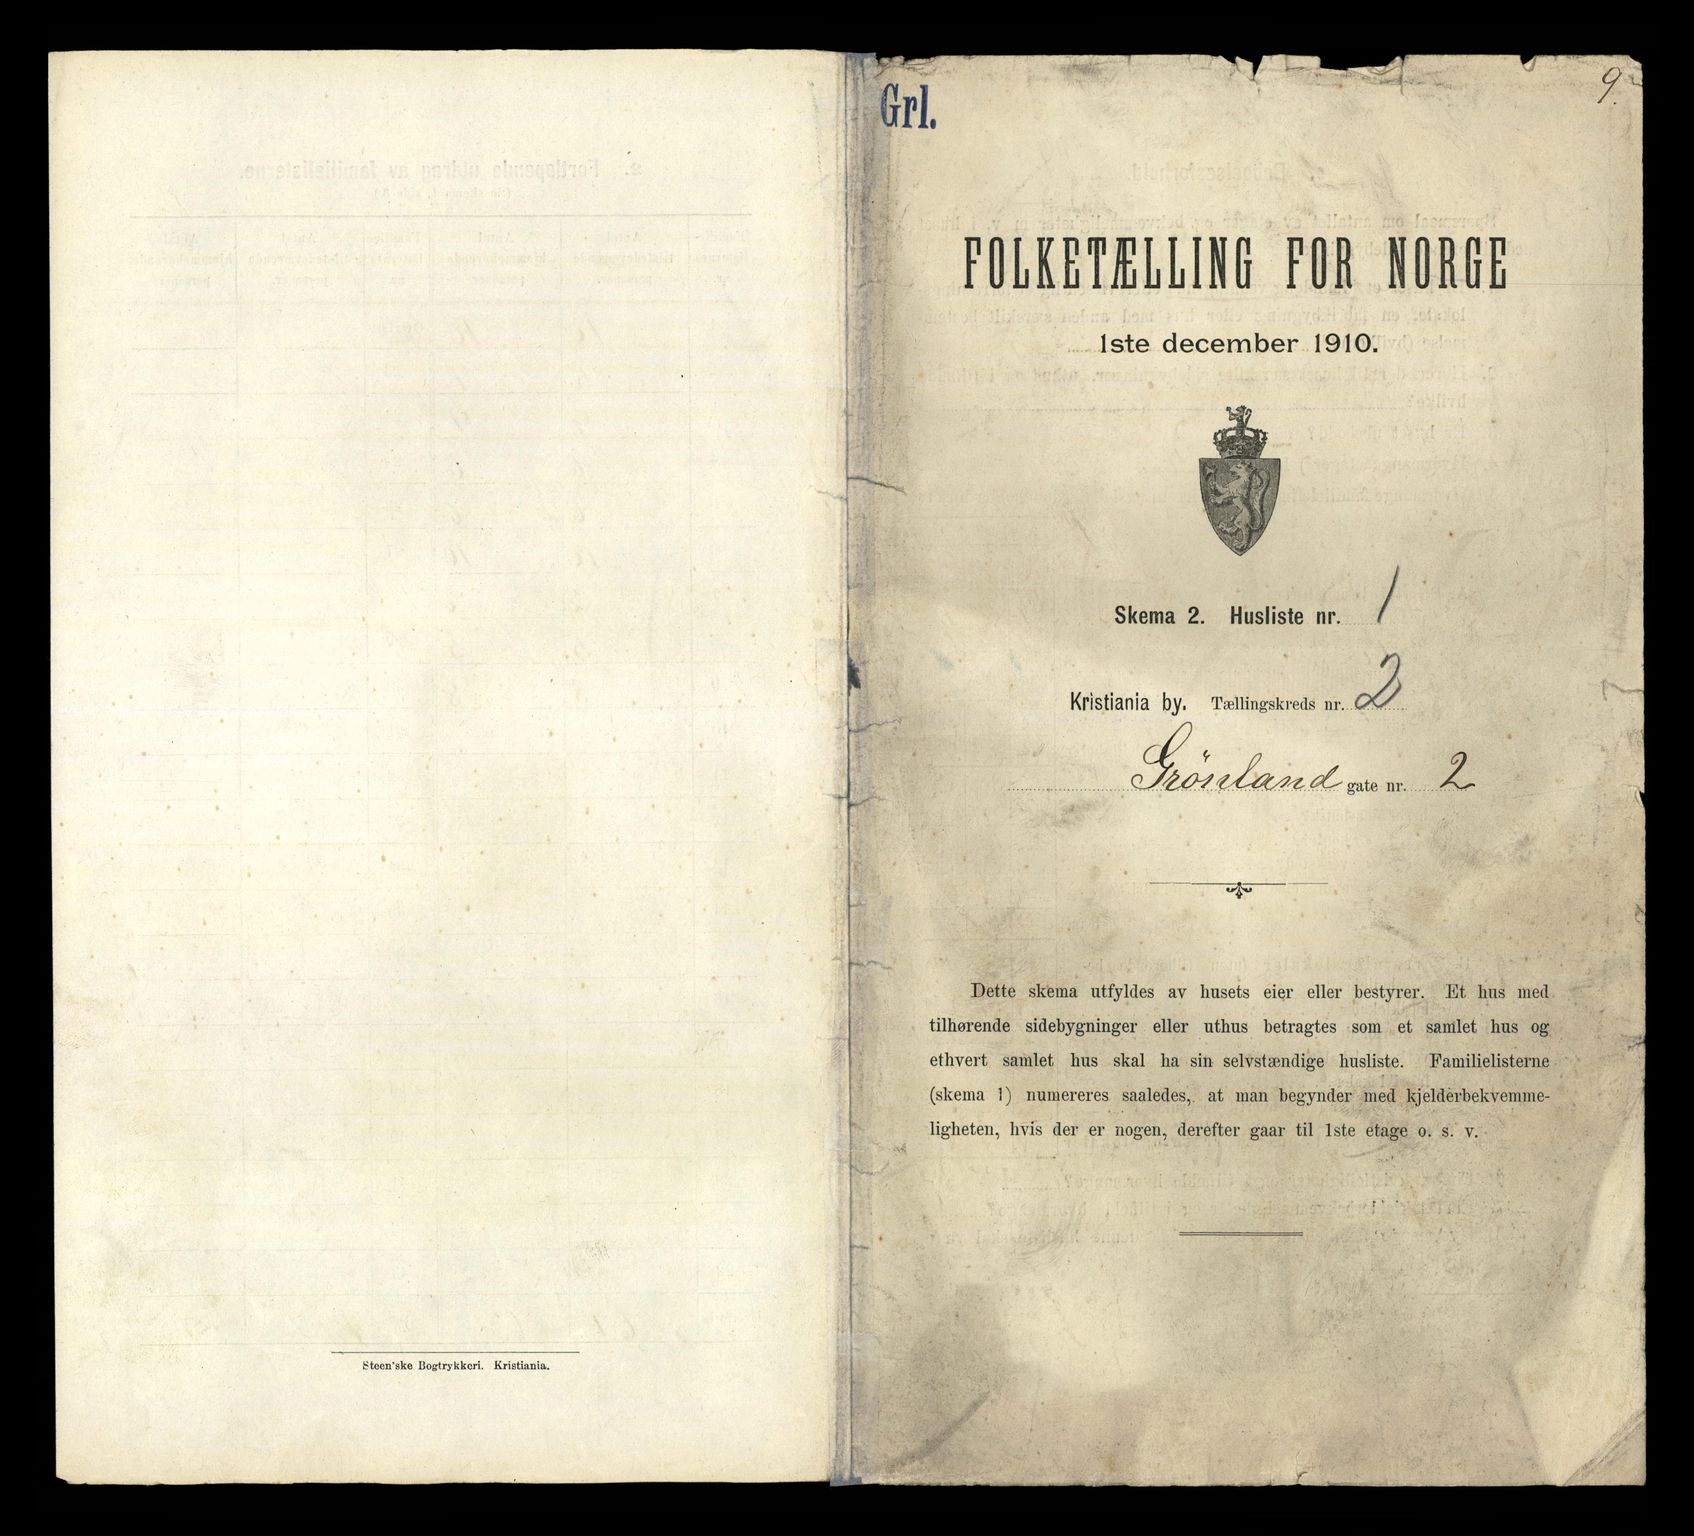 Steen'ske Bogtrykkeri. Kristiania.
Grl.
9.
FOLKETÆLLING FOR NORGE
1ste december 1910.
Skema 2. Husliste nr. 1
Kristiania by. Tællingskreds nr. 2
Grönland gate nr. 2
Dette skema utfyldes av husets eier eller bestyrer. Et hus med
tilhørende sidebygninger eller uthus betragtes som et samlet hus og
ethvert samlet hus skal ha sin selvstændige husliste. Familielisterne
(skema 1) numereres saaledes, at man begynder med kjelderbekvemme-
ligheten, hvis der er nogen, derefter gaar til 1ste etage o. s. v.